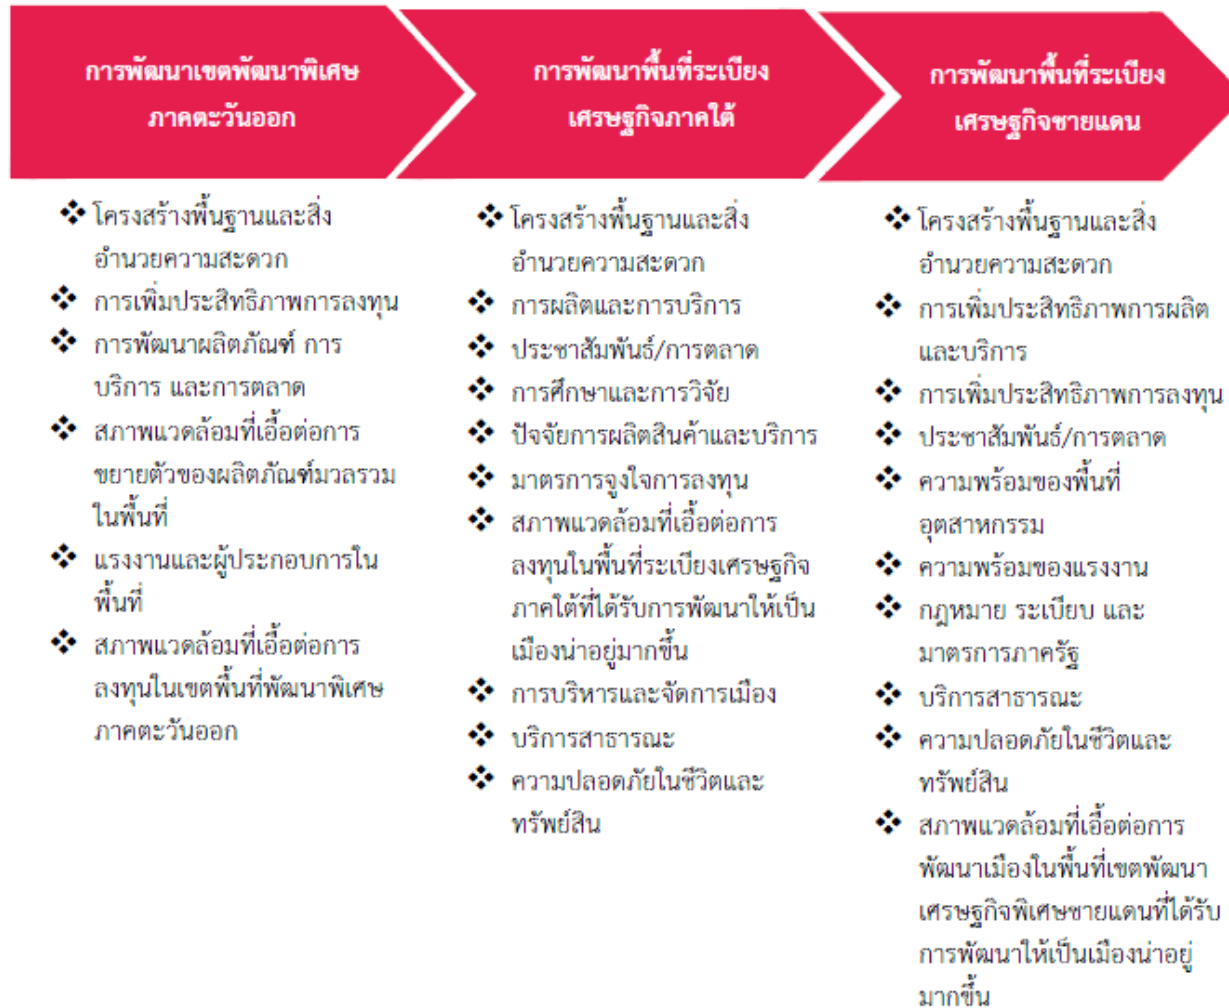 การพัฒนาเขตพัฒนาพิเศษ
ภาคตะวันออก
❖ โครงสร้างพื้นฐานและสิ่ง
อำนวยความสะดวก
❖ การเพิ่มประสิทธิภาพการลงทุน
❖ การพัฒนาผลิตภัณฑ์ การ
บริการ และการตลาด
❖ สภาพแวดล้อมที่เอื้อต่อการ
ขยายตัวของผลิตภัณฑ์มวลรวม
ในพื้นที่
❖ แรงงานและผู้ประกอบการใน
พื้นที่
❖ สภาพแวดล้อมที่เอื้อต่อการ
ลงทุนในเขตพื้นที่พัฒนาพิเศษ
ภาคตะวันออก
การพัฒนาพื้นที่ระเบียง
เศรษฐกิจภาคใต้
❖ โครงสร้างพื้นฐานและสิ่ง
อำนวยความสะดวก
❖ การผลิตและการบริการ
❖ ประชาสัมพันธ์/การตลาด
❖ การศึกษาและการวิจัย
❖ ปัจจัยการผลิตสินค้าและบริการ
❖ มาตรการจูงใจการลงทุน
❖ สภาพแวดล้อมที่เอื้อต่อการ
ลงทุนในพื้นที่ระเบียงเศรษฐกิจ
ภาคใต้ที่ได้รับการพัฒนาให้เป็น
เมืองน่าอยู่มากขึ้น
❖ การบริหารและจัดการเมือง
❖ บริการสาธารณะ
❖ ความปลอดภัยในชีวิตและ
ทรัพย์สิน
การพัฒนาพื้นที่ระเบียง
เศรษฐกิจชายแดน
❖ โครงสร้างพื้นฐานและสิ่ง
อำนวยความสะดวก
❖ การเพิ่มประสิทธิภาพการผลิต
และบริการ
❖ การเพิ่มประสิทธิภาพการลงทุน
❖ ประชาสัมพันธ์/การตลาด
❖ ความพร้อมของพื้นที่
อุตสาหกรรม
❖ ความพร้อมของแรงงาน
❖ กฎหมาย ระเบียบ และ
มาตรการภาครัฐ
❖ บริการสาธารณะ
❖ ความปลอดภัยในชีวิตและ
ทรัพย์สิน
❖ สภาพแวดล้อมที่เอื้อต่อการ
พัฒนาเมืองในพื้นที่เขตพัฒนา
เศรษฐกิจพิเศษชายแดนที่ได้รับ
การพัฒนาให้เป็นเมืองน่าอยู่
มากขึ้น